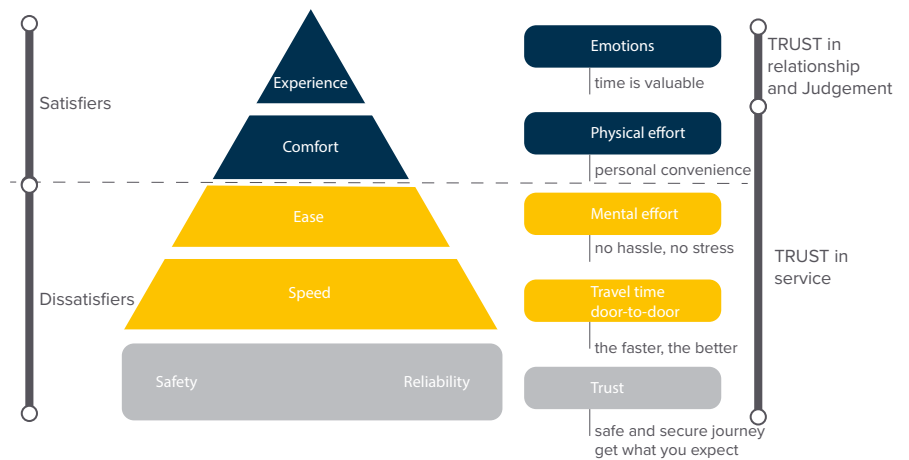 Satisfiers
Dissatisfiers
Experience
Comfort
Ease
Speed
Safety
Reliability
Emotions
time is valuable
Physical effort
personal convenience
Mental effort
no hassle, no stress
Travel time
door-to-door
the faster, the better
Trust
safe and secure journey
get what you expect
TRUST in
relationship
and Judgement
TRUST in
service